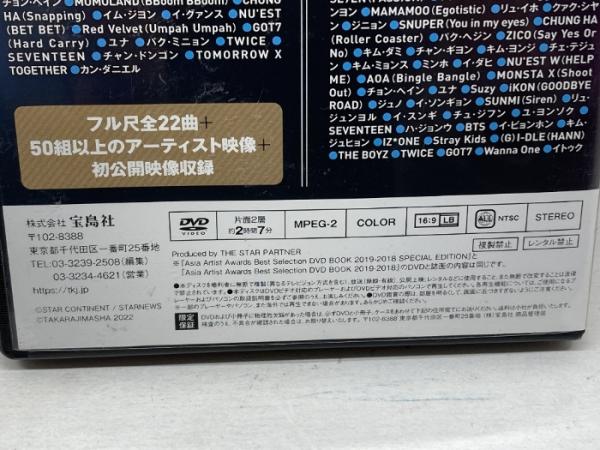 チョン・ヘイン●MOMOLAND(BBoom BBoom)●CHUNG
HA(Snapping)●イム・ジヨン●イ・グァンス●NU'EST
(BET BET)●Red Velvet(Umpah Umpah)●GOT7
(Hard Carry)●ユナ●パク・ミニョン●TWICE●
SEVENTEEN●チャン・ドンゴン●TOMORROW X
TOGETHER●カン・ダニエル
フル尺全22曲+
50組以上のアーティスト映像+
初公開映像収録
ンヨン●MAMAMOO(Egotistic)●リュ・イホ●クァク・シヤ
ン●ジニョン●SNUPER(You in my eyes)●CHUNG HA
(Roller Coaster)●パク・ヘジン●ZICO(Say Yes Or
No)●キム・ダミ●チャン・ギヨン●キム・ヨンジ●チェ・テジュ
ン●キム・ミョンス●ミンホ●イ・ダヒ●NU'EST W(HELP
ME)●AOA(Bingle Bangle)●MONSTA X(Shoot
Out)●チョン・ヘイン●ユナ●Suzy●iKON(GOODBYE
ROAD)●ジュノ●イ・ソンギョン●SUNMI(Siren)●リュ・
ジュンヨル●イ・スンギ●チュ・ジフン●ユ・ヨンソク●
SEVENTEEN●ハ・ジョンウ●BTS●イ・ビョンホン●キム・
ジュヒョン●IZ*ONE●Stray Kids●(G)I-DLE(HANN)
●THE BOYZ●TWICE●GOT7●Wanna One●イトゥク
株式会社 宝島社
〒102-8388
東京都千代田区一番町25番地
TEL:03-3239-2508(編集)
03-3234-4621(営業)
https://tkj.jp
©STAR CONTINENT / STARNEWS
©TAKARAJIMASHA 2022
DVD VIDEO
片面2層
約2時間7分
MPEG-2
COLOR
16:9 LB
ALL NTSC
STEREO
複製禁止
レンタル禁止
Produced by THE STAR PARTNER
※「Asia Artist Awards Best Selection DVD BOOK 2019-2018 SPECIAL EDITION」と
「Asia Artist Awards Best Selection DVD BOOK 2019-2018」のDVDと誌面の内容は同じです。
限定保証